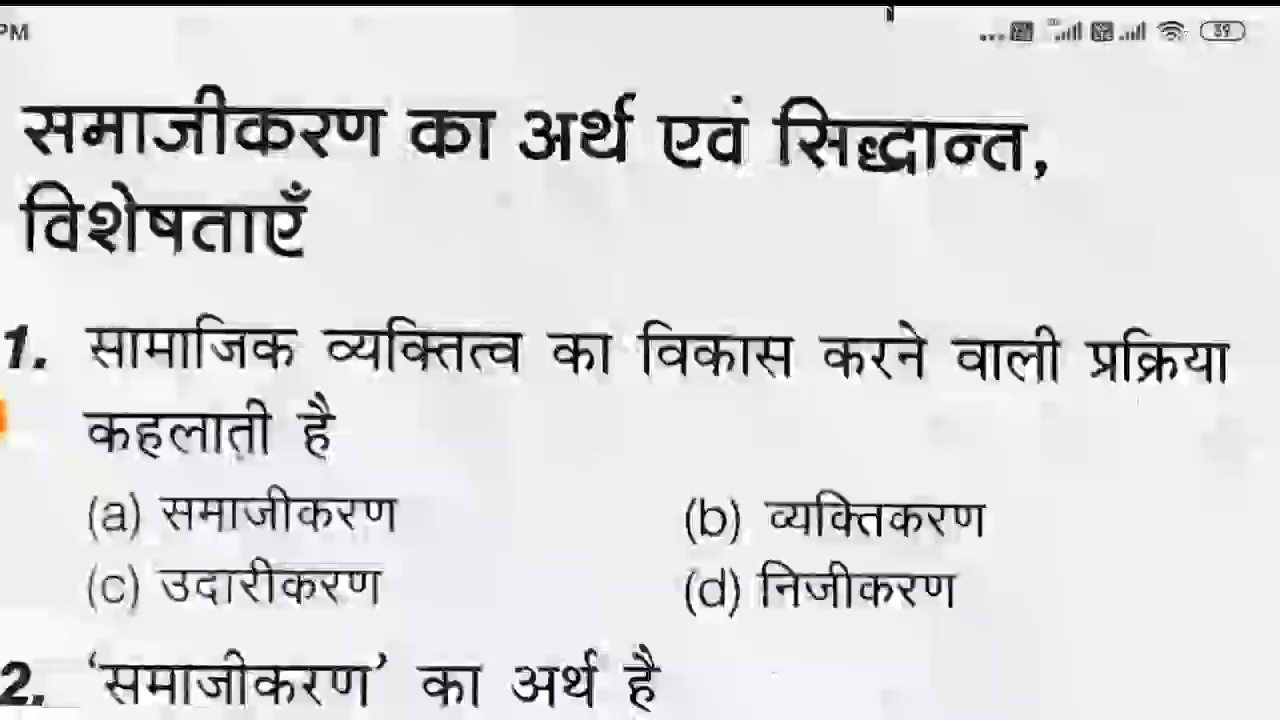 PM
39
समाजीकरण का अर्थ एवं सिद्धान्त,
विशेषताएँ
1. सामाजिक व्यक्तित्व का विकास करने वाली प्रक्रिया
कहलाती है
(a) समाजीकरण (b) व्यक्तिकरण
(c) उदारीकरण (d) निजीकरण
2. ‘समाजीकरण’ का अर्थ है